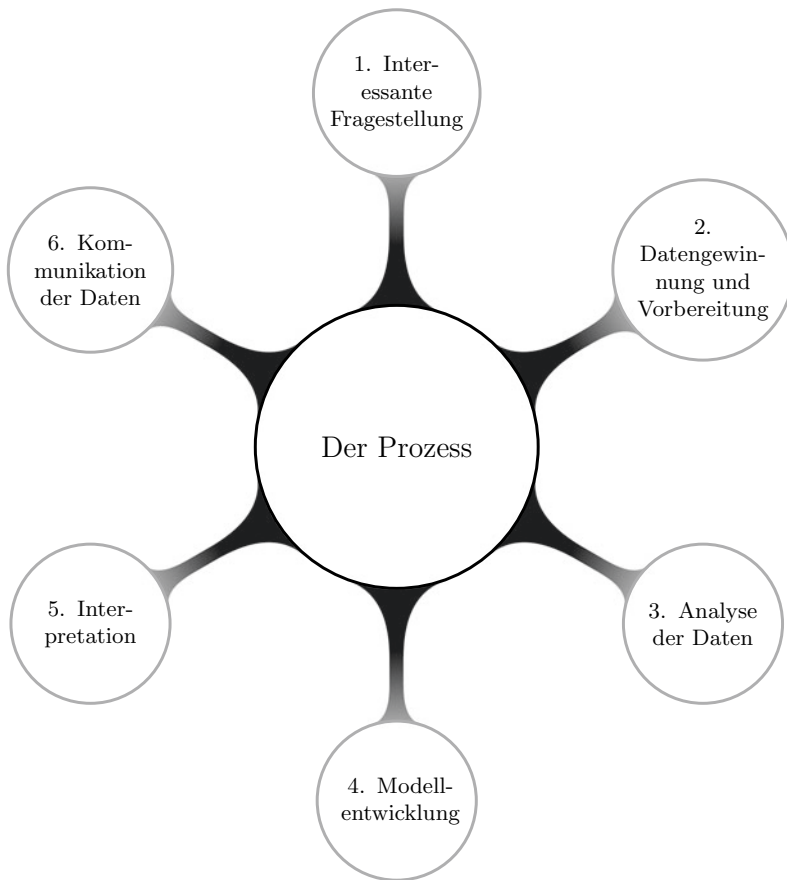 1. Inter-
essante
Fragestellung
2.
Datengewin-
nung und
Vorbereitung
3. Analyse
der Daten
4. Modell-
entwicklung
5. Inter-
pretation
6. Kom-
munikation
der Daten
Der Prozess